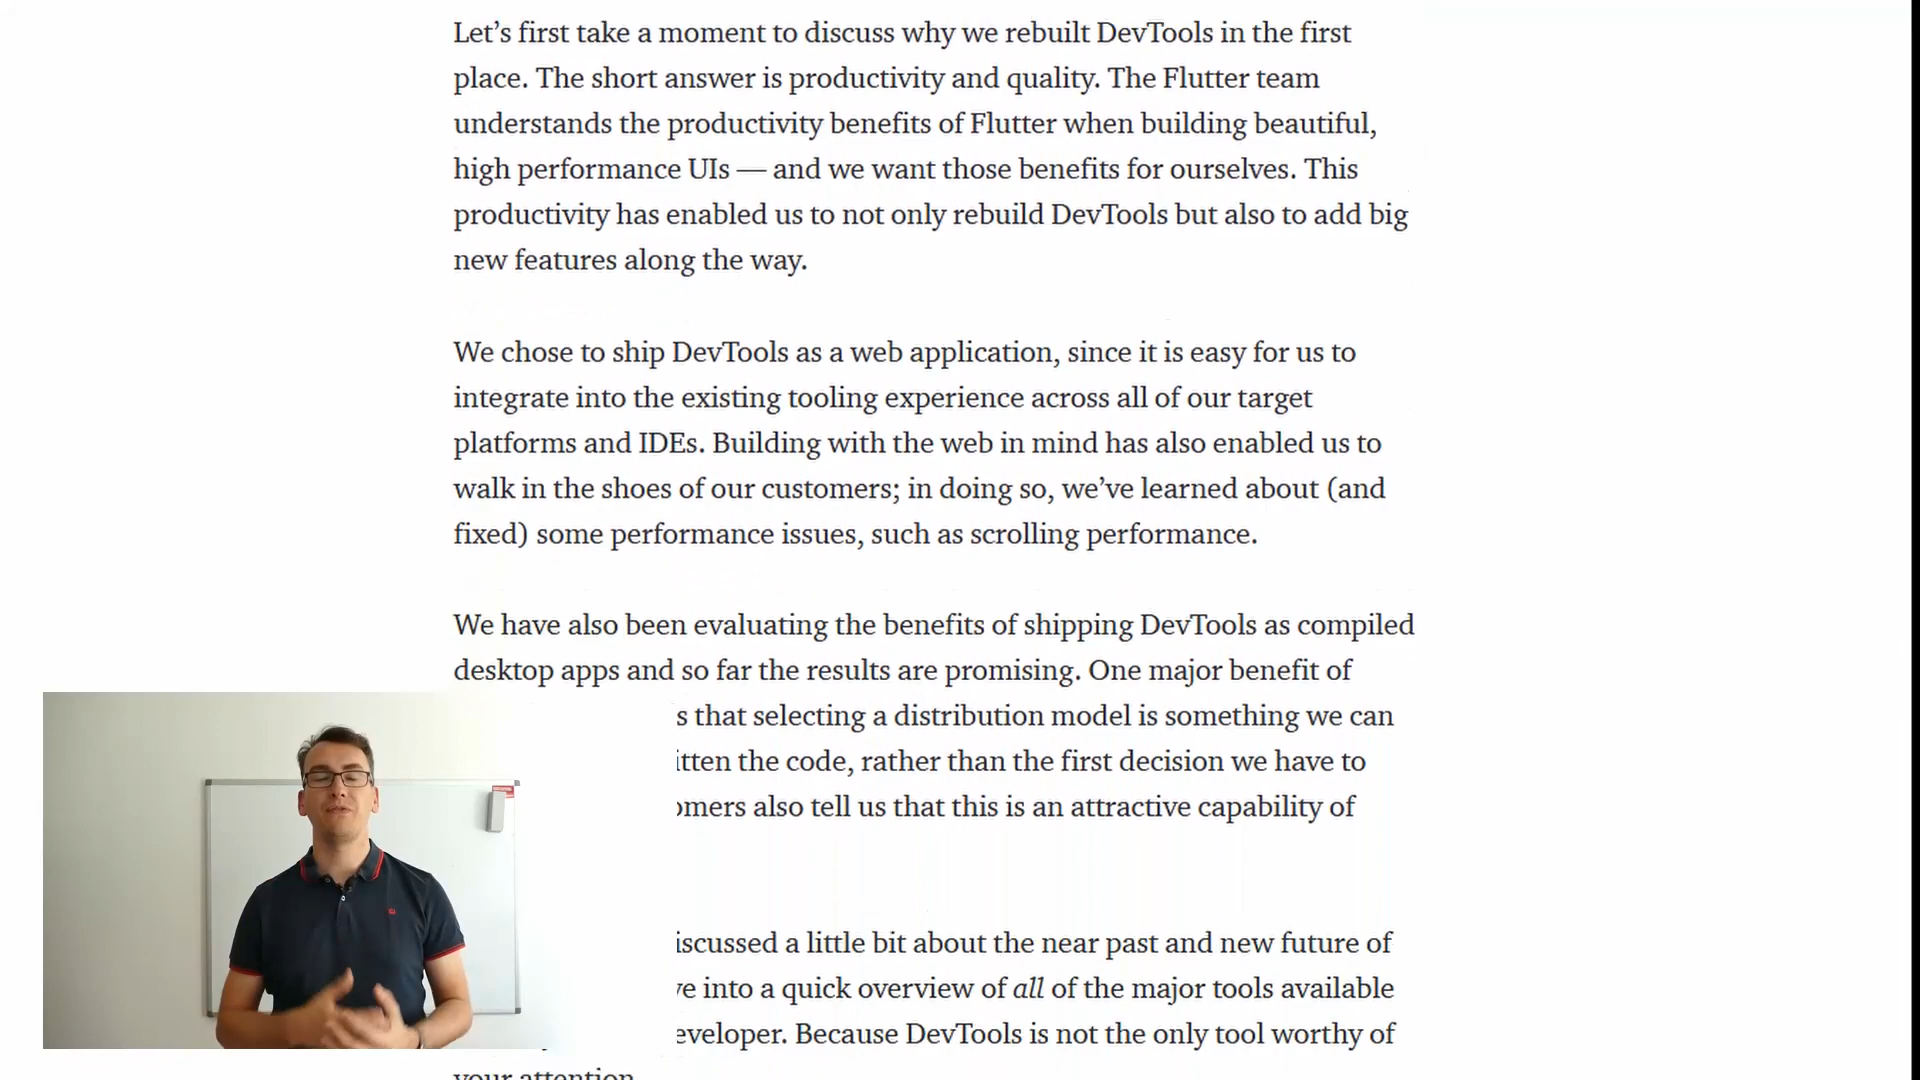 Let’s first take a moment to discuss why we rebuilt DevTools in the first
place. The short answer is productivity and quality. The Flutter team
understands the productivity benefits of Flutter when building beautiful,
high performance UIs — and we want those benefits for ourselves. This
productivity has enabled us to not only rebuild DevTools but also to add big
new features along the way.
We chose to ship DevTools as a web application, since it is easy for us to
integrate into the existing tooling experience across all of our target
platforms and IDEs. Building with the web in mind has also enabled us to
walk in the shoes of our customers; in doing so, we’ve learned about (and
fixed) some performance issues, such as scrolling performance.
We have also been evaluating the benefits of shipping DevTools as compiled
desktop apps and so far the results are promising. One major benefit of
s that selecting a distribution model is something we can
itten the code, rather than the first decision we have to
omers also tell us that this is an attractive capability of
iscussed a little bit about the near past and new future of
ve into a quick overview of all of the major tools available
eveloper. Because DevTools is not the only tool worthy of
your attention